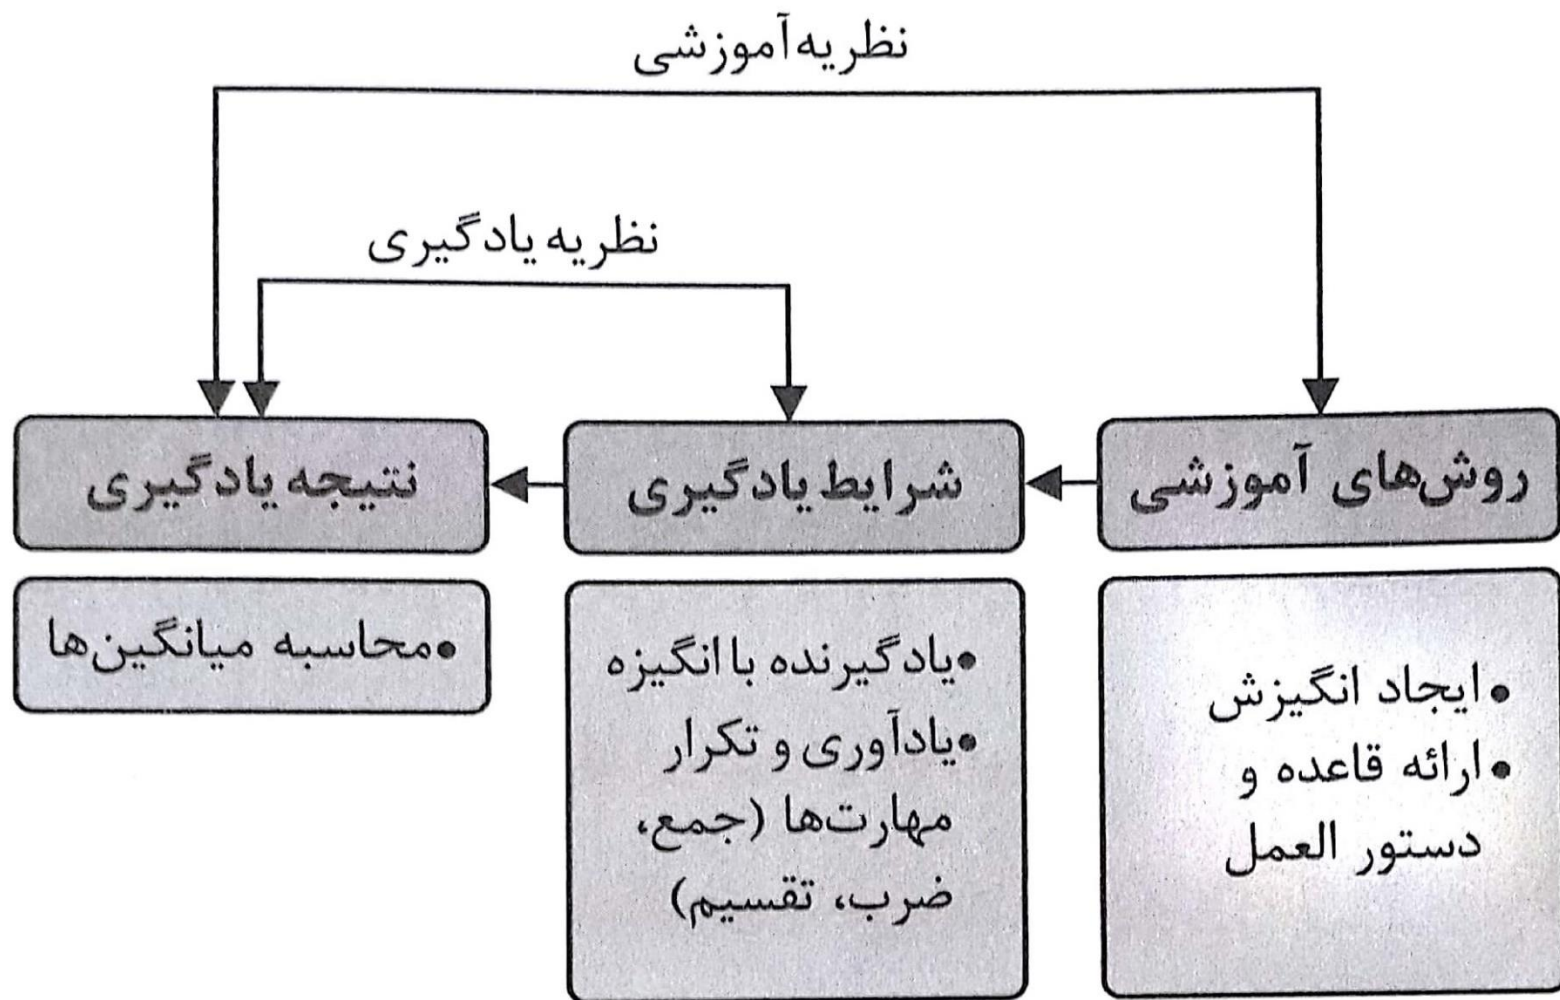 نظریه آموزشی
نظریه یادگیری
روش‌های آموزشی
شرایط یادگیری
نتیجه یادگیری
• ایجاد انگیزش
• ارائه قاعده و
دستور العمل
• یادگیرنده با انگیزه
• یادآوری و تکرار
مهارت‌ها (جمع،
ضرب، تقسیم)
• محاسبه میانگین‌ها